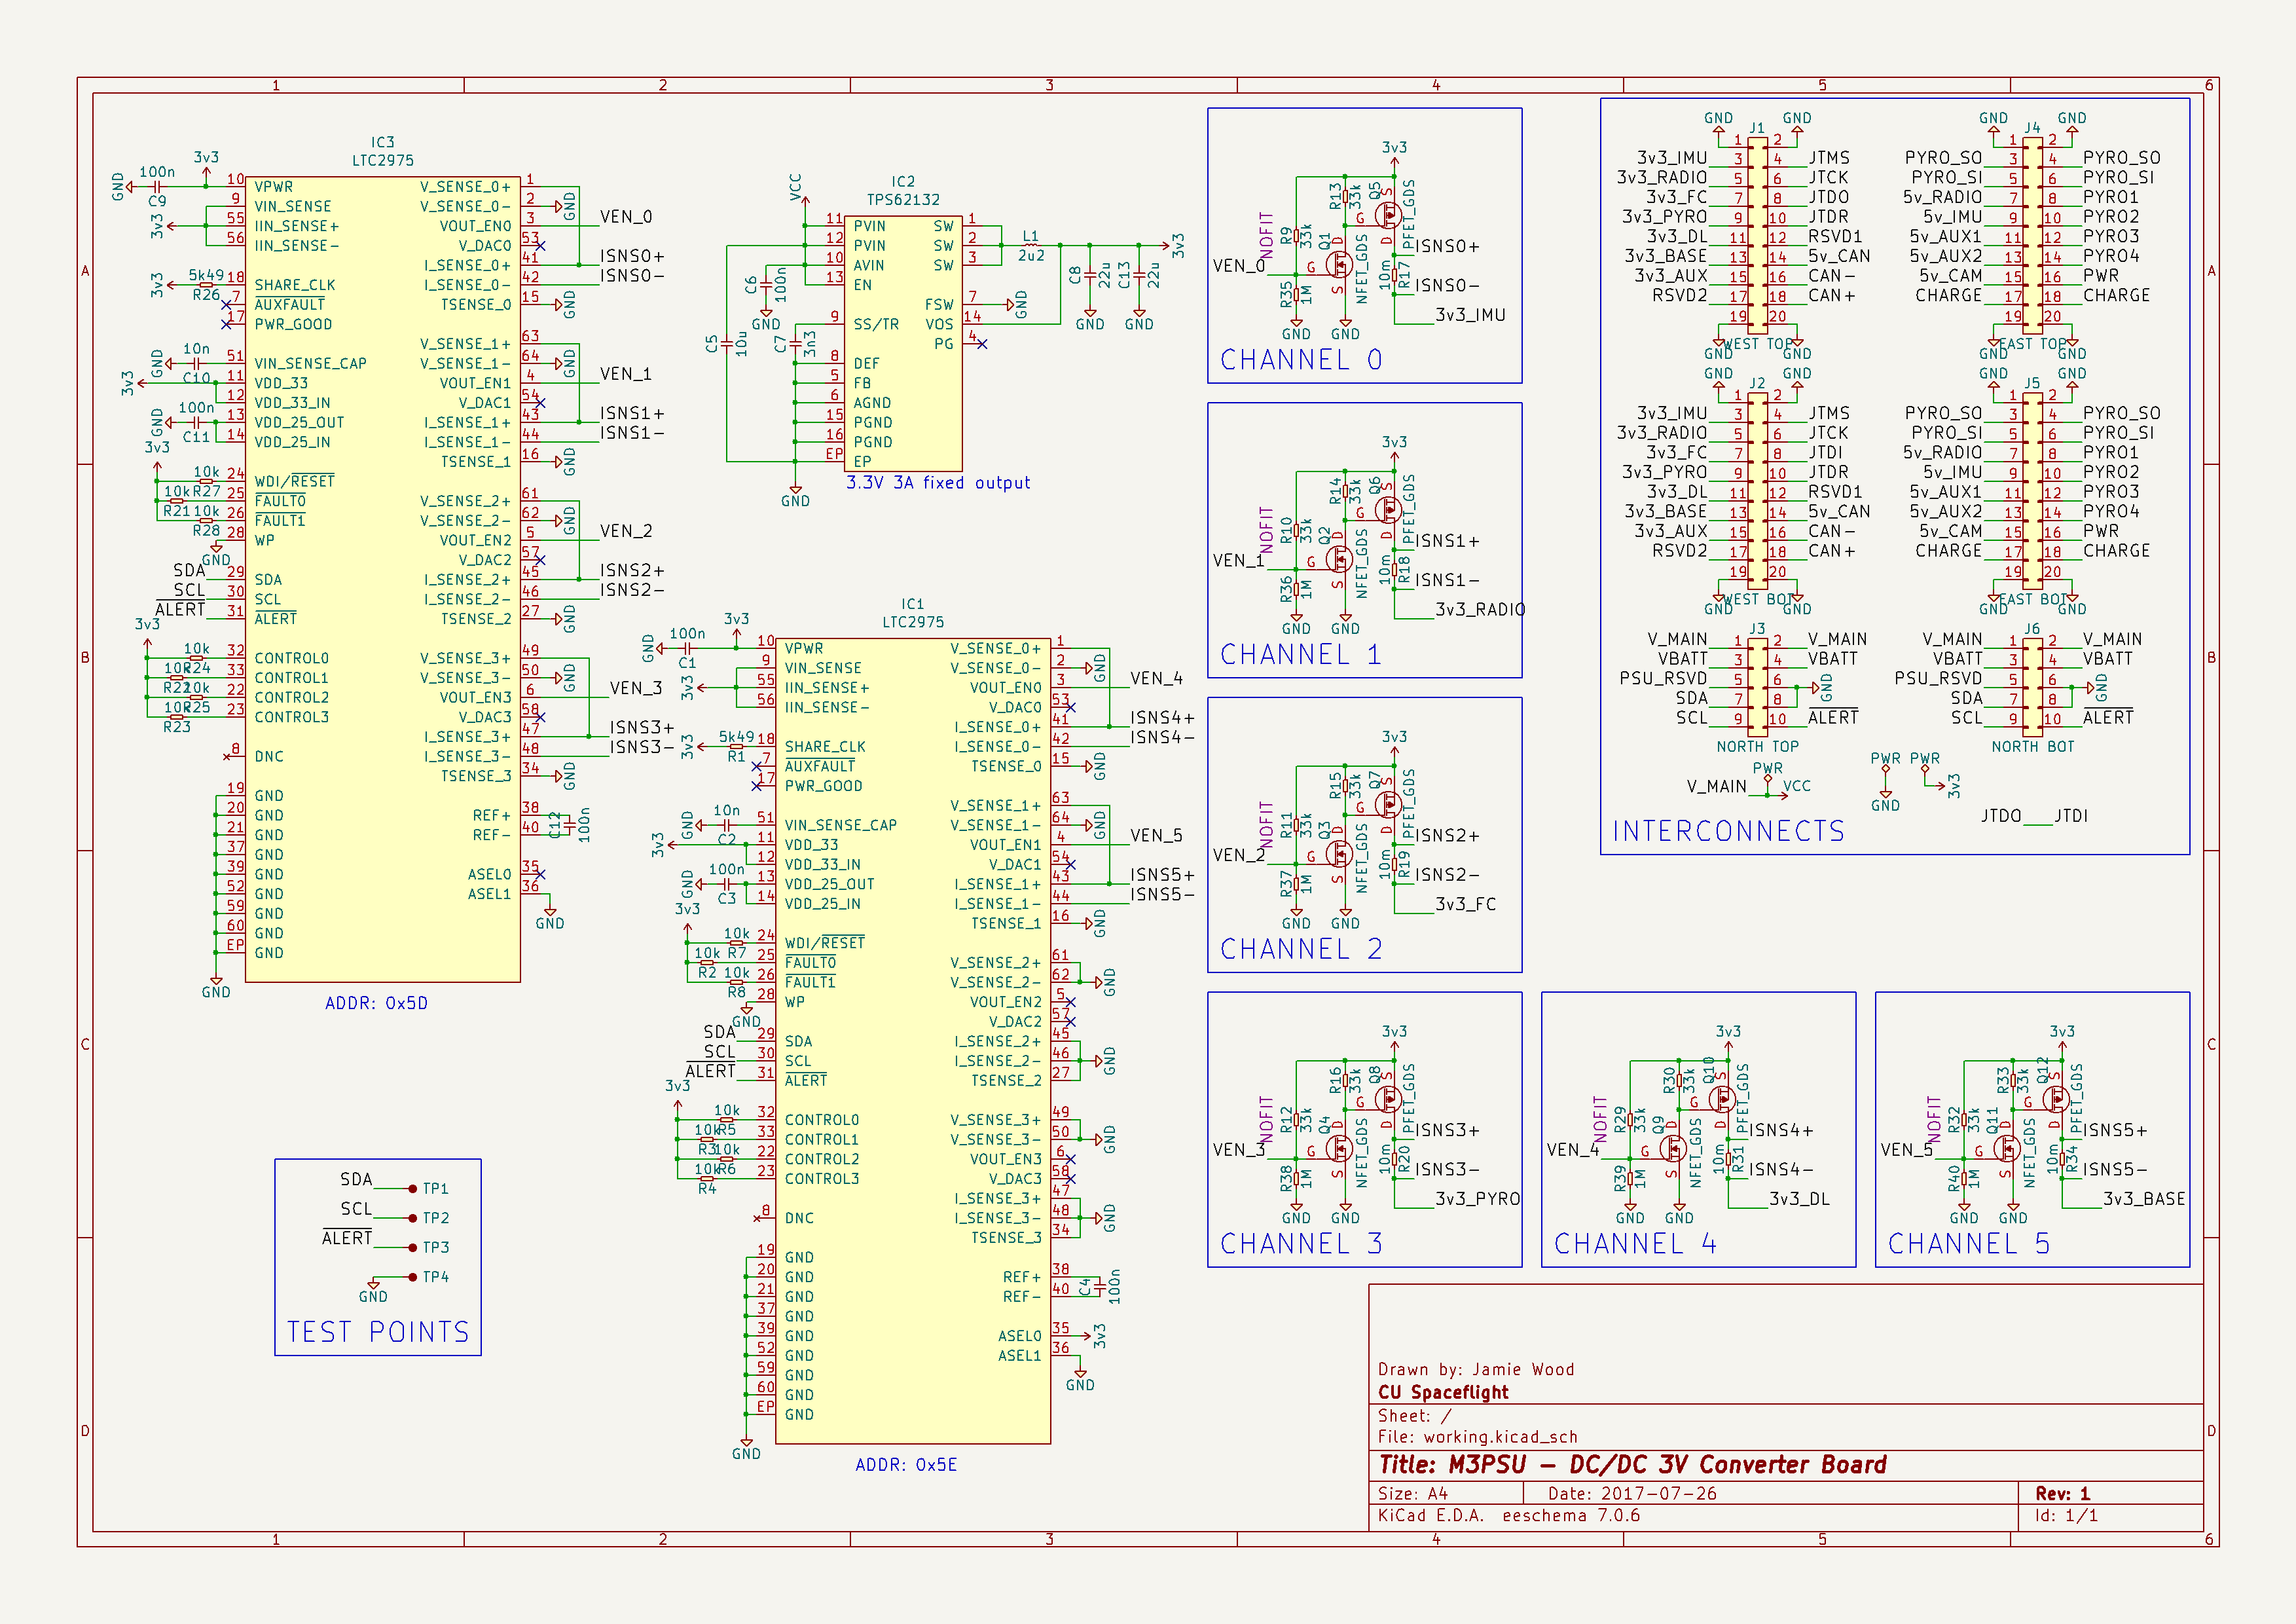 1 2 3 4 5 6
A B C D
IC3
LTC2975
10 VPWR
9 VIN_SENSE
55 IIN_SENSE+
56 IIN_SENSE-
18 SHARE_CLK
7 AUXFAULT
17 PWR_GOOD
51 VIN_SENSE_CAP
11 VDD_33
12 VDD_33_IN
13 VDD_25_OUT
14 VDD_25_IN
24 WDI/RESET
25 FAULT0
26 FAULT1
28 WP
29 SDA
30 SCL
31 ALERT
32 CONTROL0
33 CONTROL1
22 CONTROL2
23 CONTROL3
8 DNC
19 GND
20 GND
21 GND
37 GND
39 GND
52 GND
59 GND
60 GND
EP GND
V_SENSE_0+ 1
V_SENSE_0- 2
VOUT_EN0 3
V_DAC0 53
I_SENSE_0+ 41
I_SENSE_0- 42
TSENSE_0 15
V_SENSE_1+ 63
V_SENSE_1- 64
VOUT_EN1 4
V_DAC1 54
I_SENSE_1+ 43
I_SENSE_1- 44
TSENSE_1 16
V_SENSE_2+ 61
V_SENSE_2- 62
VOUT_EN2 5
V_DAC2 57
I_SENSE_2+ 45
I_SENSE_2- 46
TSENSE_2 27
V_SENSE_3+ 49
V_SENSE_3- 50
VOUT_EN3 6
V_DAC3 58
I_SENSE_3+ 47
I_SENSE_3- 48
TSENSE_3 34
REF+ 38
REF- 40
ASEL0 35
ASEL1 36
GND 100n C9 3v3
3v3
3v3 5k49 R26
GND 10n C10
3v3
GND 100n C11
3v3
10k R27
10k R21
10k R28
GND
SDA
SCL
ALERT
3v3
10k R24
10k R22
10k R25
R23
GND
GND
VEN_0
ISNS0+
ISNS0-
GND
GND
VEN_1
ISNS1+
ISNS1-
GND
GND
VEN_2
ISNS2+
ISNS2-
GND
GND
VEN_3
ISNS3+
ISNS3-
GND
C12 100n
GND
ADDR: 0x5D
IC2
TPS62132
11 PVIN
12 PVIN
10 AVIN
13 EN
9 SS/TR
8 DEF
5 FB
6 AGND
15 PGND
16 PGND
EP EP
SW 1
SW 2
SW 3
FSW 7
VOS 14
PG 4
VCC
C5 10u
C6 100n GND
C7 3n3
GND
L1
2u2
GND
C8 22u GND
C13 22u GND
3v3
3.3V 3A fixed output
IC1
LTC2975
10 VPWR
9 VIN_SENSE
55 IIN_SENSE+
56 IIN_SENSE-
18 SHARE_CLK
7 AUXFAULT
17 PWR_GOOD
51 VIN_SENSE_CAP
11 VDD_33
12 VDD_33_IN
13 VDD_25_OUT
14 VDD_25_IN
24 WDI/RESET
25 FAULT0
26 FAULT1
28 WP
29 SDA
30 SCL
31 ALERT
32 CONTROL0
33 CONTROL1
22 CONTROL2
23 CONTROL3
8 DNC
19 GND
20 GND
21 GND
37 GND
39 GND
52 GND
59 GND
60 GND
EP GND
V_SENSE_0+ 1
V_SENSE_0- 2
VOUT_EN0 3
V_DAC0 53
I_SENSE_0+ 41
I_SENSE_0- 42
TSENSE_0 15
V_SENSE_1+ 63
V_SENSE_1- 64
VOUT_EN1 4
V_DAC1 54
I_SENSE_1+ 43
I_SENSE_1- 44
TSENSE_1 16
V_SENSE_2+ 61
V_SENSE_2- 62
VOUT_EN2 5
V_DAC2 57
I_SENSE_2+ 45
I_SENSE_2- 46
TSENSE_2 27
V_SENSE_3+ 49
V_SENSE_3- 50
VOUT_EN3 6
V_DAC3 58
I_SENSE_3+ 47
I_SENSE_3- 48
TSENSE_3 34
REF+ 38
REF- 40
ASEL0 35
ASEL1 36
GND 100n C1 3v3
3v3
3v3 5k49 R1
GND 10n C2
3v3
GND 100n C3
3v3
10k R7
10k R2
10k R8
GND
SDA
SCL
ALERT
3v3
10k R5
10k R3
10k R6
10k R4
GND
GND
VEN_4
ISNS4+
ISNS4-
GND
GND
VEN_5
ISNS5+
ISNS5-
GND
GND
GND
GND
GND
C4 100n
3v3
GND
ADDR: 0x5E
SDA TP1
SCL TP2
ALERT TP3
GND TP4
TEST POINTS
3v3
NOFIT R9 33k R13 33k Q5 PFET_GDS S G D
VEN_0 Q1 NFET_GDS D G S
R35 1M 10m R17
ISNS0+
ISNS0-
3v3_IMU
GND GND
CHANNEL 0
3v3
NOFIT R10 33k R14 33k Q6 PFET_GDS S G D
VEN_1 Q2 NFET_GDS D G S
R36 1M 10m R18
ISNS1+
ISNS1-
3v3_RADIO
GND GND
CHANNEL 1
3v3
NOFIT R11 33k R15 33k Q7 PFET_GDS S G D
VEN_2 Q3 NFET_GDS D G S
R37 1M 10m R19
ISNS2+
ISNS2-
3v3_FC
GND GND
CHANNEL 2
3v3
NOFIT R12 33k R16 33k Q8 PFET_GDS S G D
VEN_3 Q4 NFET_GDS D G S
R38 1M 10m R20
ISNS3+
ISNS3-
3v3_PYRO
GND GND
CHANNEL 3
3v3
NOFIT R29 33k R30 33k Q10 PFET_GDS S G D
VEN_4 Q9 NFET_GDS D G S
R39 1M 10m R31
ISNS4+
ISNS4-
3v3_DL
GND GND
CHANNEL 4
3v3
NOFIT R32 33k R33 33k Q12 PFET_GDS S G D
VEN_5 Q11 NFET_GDS D G S
R40 1M 10m R34
ISNS5+
ISNS5-
3v3_BASE
GND GND
CHANNEL 5
GND J1 GND
1 2
3v3_IMU 3 4 JTMS
3v3_RADIO 5 6 JTCK
3v3_FC 7 8 JTDO
3v3_PYRO 9 10 JTDR
3v3_DL 11 12 RSVD1
3v3_BASE 13 14 5v_CAN
3v3_AUX 15 16 CAN-
RSVD2 17 18 CAN+
19 20
WEST TOP
GND GND
GND J4 GND
1 2
PYRO_SO 3 4 PYRO_SO
PYRO_SI 5 6 PYRO_SI
5v_RADIO 7 8 PYRO1
5v_IMU 9 10 PYRO2
5v_AUX1 11 12 PYRO3
5v_AUX2 13 14 PYRO4
5v_CAM 15 16 PWR
CHARGE 17 18 CHARGE
19 20
EAST TOP
GND GND
GND J2 GND
1 2
3v3_IMU 3 4 JTMS
3v3_RADIO 5 6 JTCK
3v3_FC 7 8 JTDI
3v3_PYRO 9 10 JTDR
3v3_DL 11 12 RSVD1
3v3_BASE 13 14 5v_CAN
3v3_AUX 15 16 CAN-
RSVD2 17 18 CAN+
19 20
WEST BOT
GND GND
GND J5 GND
1 2
PYRO_SO 3 4 PYRO_SO
PYRO_SI 5 6 PYRO_SI
5v_RADIO 7 8 PYRO1
5v_IMU 9 10 PYRO2
5v_AUX1 11 12 PYRO3
5v_AUX2 13 14 PYRO4
5v_CAM 15 16 PWR
CHARGE 17 18 CHARGE
19 20
EAST BOT
GND GND
J3
V_MAIN 1 2 V_MAIN
VBATT 3 4 VBATT
PSU_RSVD 5 6 GND
SDA 7 8
SCL 9 10 ALERT
NORTH TOP
J6
V_MAIN 1 2 V_MAIN
VBATT 3 4 VBATT
PSU_RSVD 5 6 GND
SDA 7 8
SCL 9 10 ALERT
NORTH BOT
PWR
V_MAIN VCC
PWR PWR
GND 3v3
JTDO JTDI
INTERCONNECTS
Drawn by: Jamie Wood
CU Spaceflight
Sheet: /
File: working.kicad_sch
Title: M3PSU – DC/DC 3V Converter Board
Size: A4 Date: 2017-07-26 Rev: 1
KiCad E.D.A. eeschema 7.0.6 Id: 1/1
1 2 3 4 5 6
A B C D